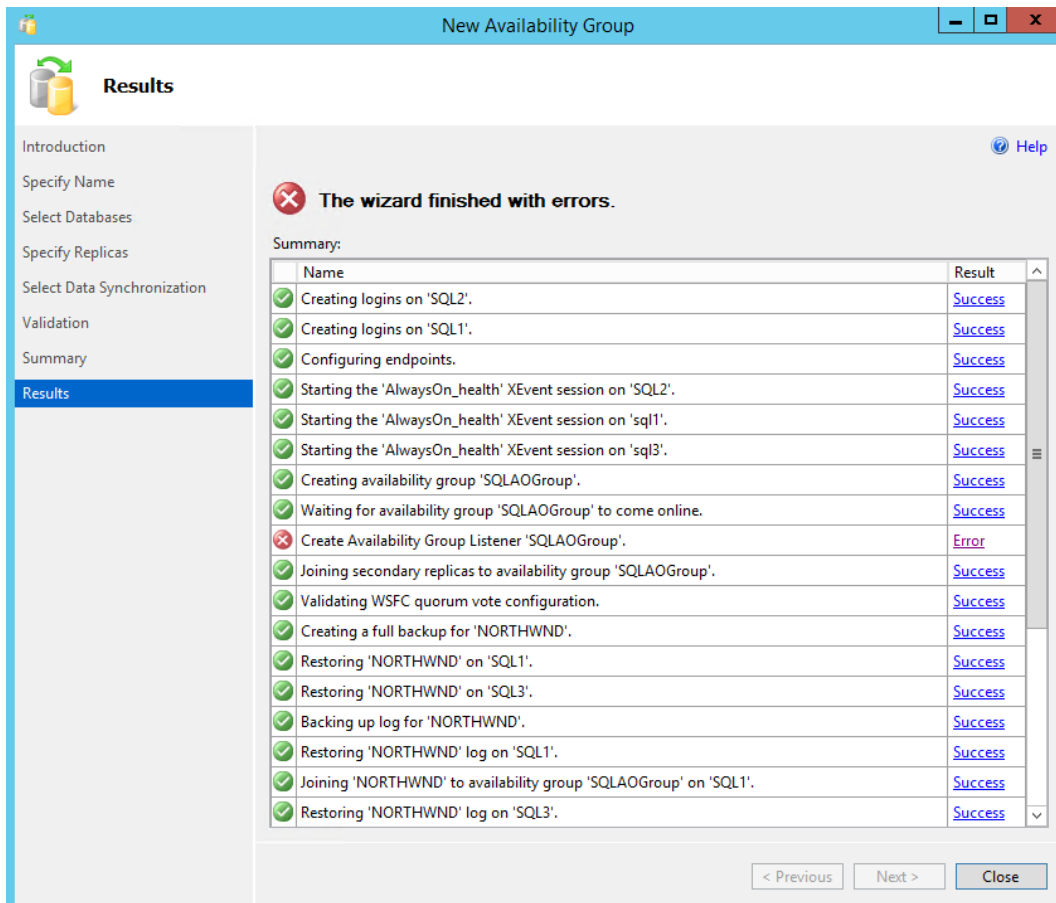 New Availability Group
Results
Introduction
Specify Name
Select Databases
Specify Replicas
Select Data Synchronization
Validation
Summary
Results
Help
The wizard finished with errors.
Summary:
Name Result
Creating logins on 'SQL2'. Success
Creating logins on 'SQL1'. Success
Configuring endpoints. Success
Starting the 'AlwaysOn_health' XEvent session on 'SQL2'. Success
Starting the 'AlwaysOn_health' XEvent session on 'sql1'. Success
Starting the 'AlwaysOn_health' XEvent session on 'sql3'. Success
Creating availability group 'SQLAOGroup'. Success
Waiting for availability group 'SQLAOGroup' to come online. Success
Create Availability Group Listener 'SQLAOGroup'. Error
Joining secondary replicas to availability group 'SQLAOGroup'. Success
Validating WSFC quorum vote configuration. Success
Creating a full backup for 'NORTHWND'. Success
Restoring 'NORTHWND' on 'SQL1'. Success
Restoring 'NORTHWND' on 'SQL3'. Success
Backing up log for 'NORTHWND'. Success
Restoring 'NORTHWND' log on 'SQL1'. Success
Joining 'NORTHWND' to availability group 'SQLAOGroup' on 'SQL1'. Success
Restoring 'NORTHWND' log on 'SQL3'. Success
< Previous Next > Close